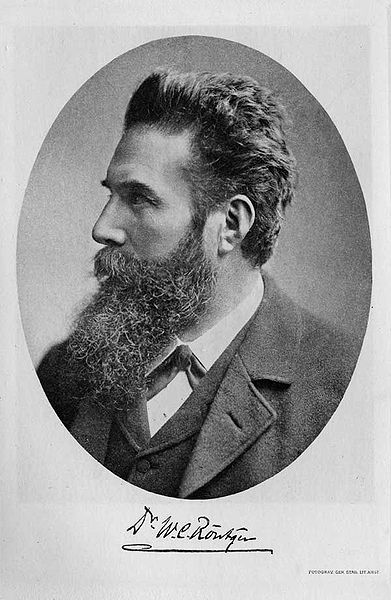 Dr. W. C. Röntgen
FOTOGRAV. GEN. STAB. LIT. ANST.